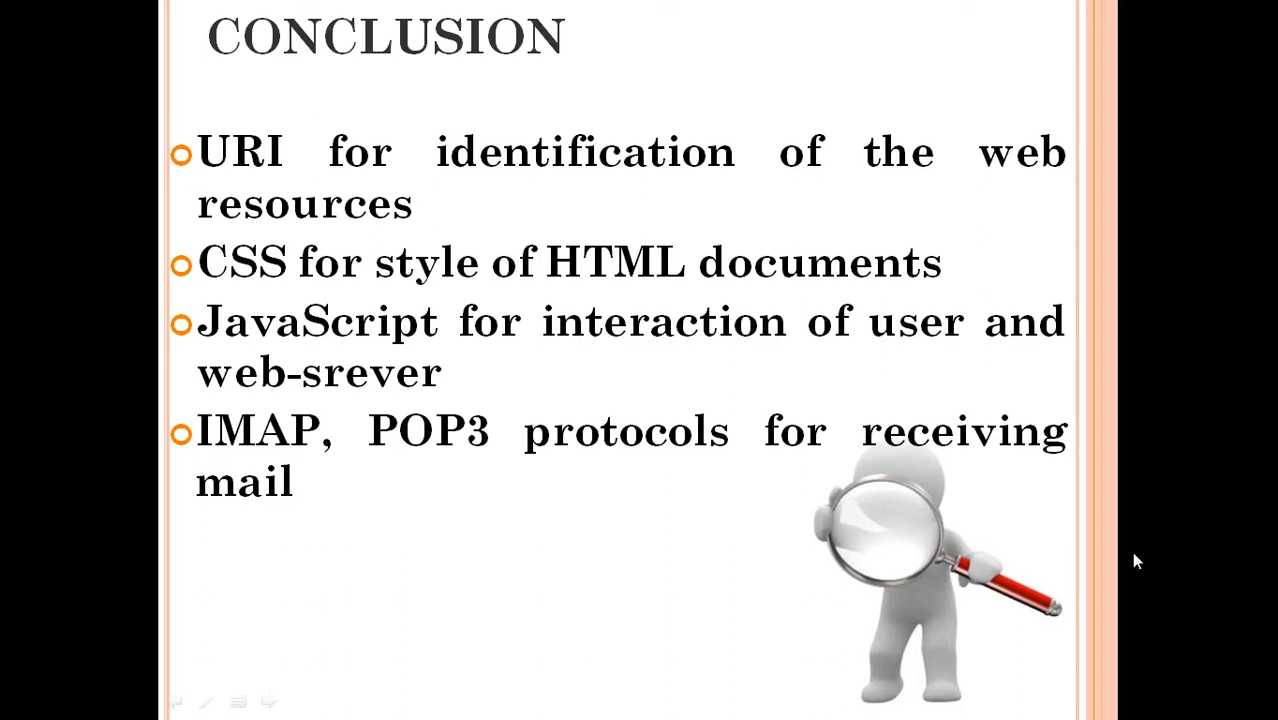 CONCLUSION
URI for identification of the web
resources
CSS for style of HTML documents
JavaScript for interaction of user and
web-srever
IMAP, POP3 protocols for receiving
mail